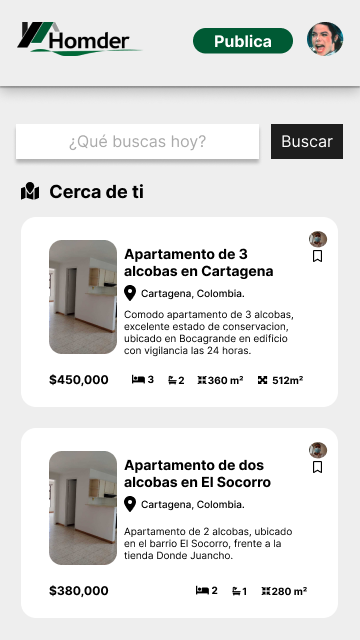 Homder
Publica
¿Qué buscas hoy?
Buscar
Cerca de ti
Apartamento de 3
alcobas en Cartagena
Cartagena, Colombia.
Comodo apartamento de 3 alcobas,
excelente estado de conservacion,
ubicado en Bocagrande en edificio
con vigilancia las 24 horas.
$450,000
3
2
360 m²
512m²
Apartamento de dos
alcobas en El Socorro
Cartagena, Colombia.
Apartamento de 2 alcobas, ubicado
en el barrio El Socorro, frente a la
tienda Donde Juancho.
$380,000
2
1
280 m²